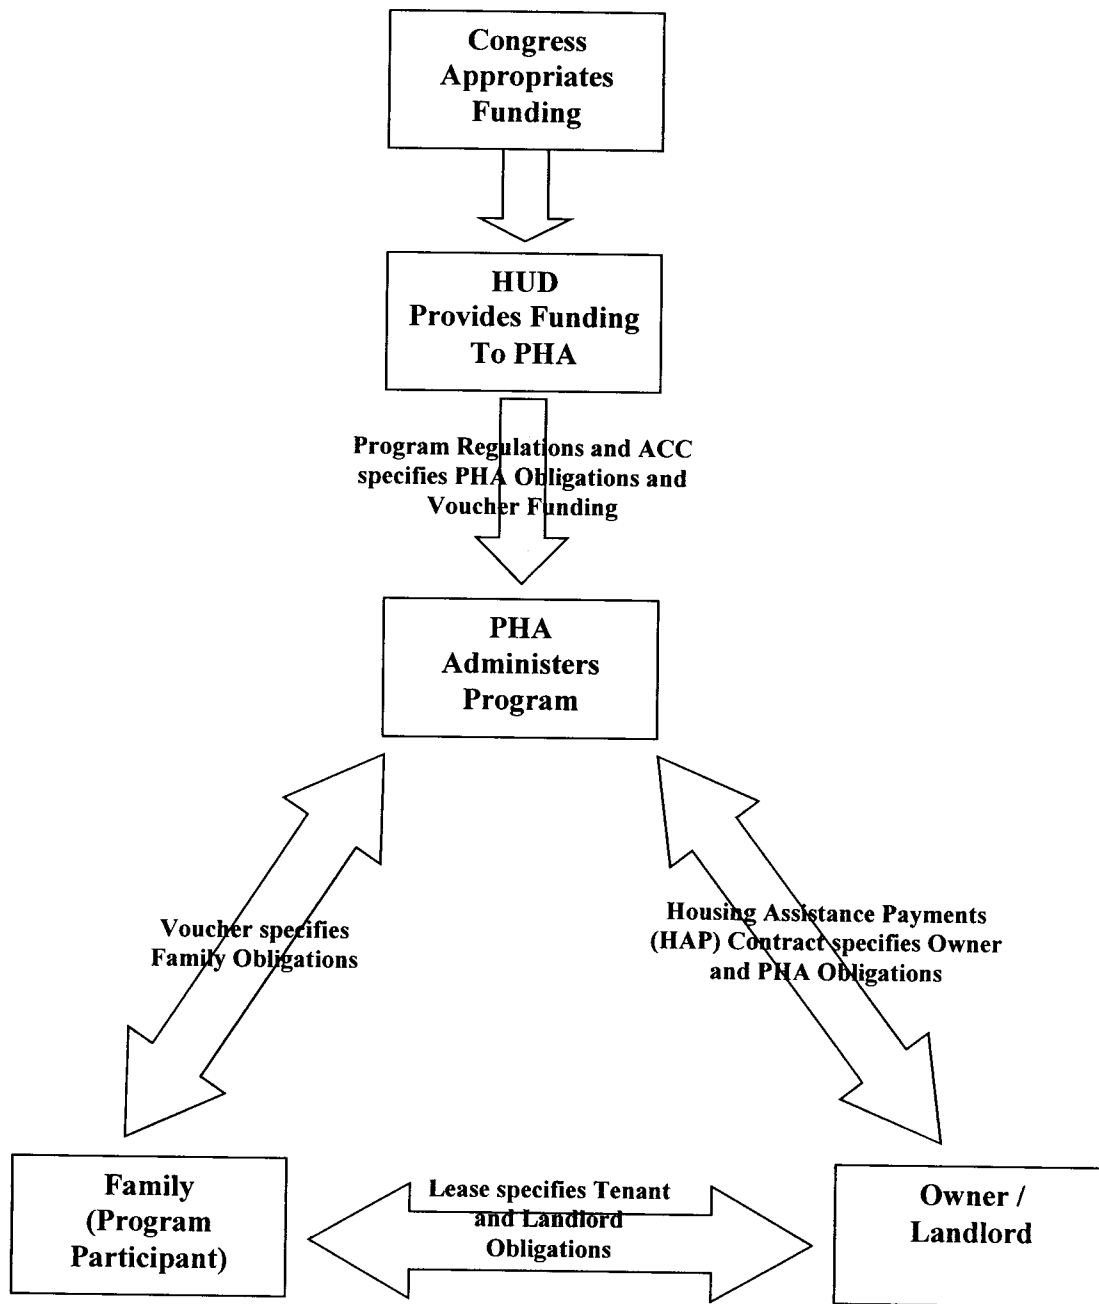 Congress
Appropriates
Funding
HUD
Provides Funding
To PHA
Program Regulations and ACC
specifies PHA Obligations and
Voucher Funding
PHA
Administers
Program
Voucher specifies
Family Obligations
Housing Assistance Payments
(HAP) Contract specifies Owner
and PHA Obligations
Family
(Program
Participant)
Lease specifies Tenant
and Landlord
Obligations
Owner /
Landlord